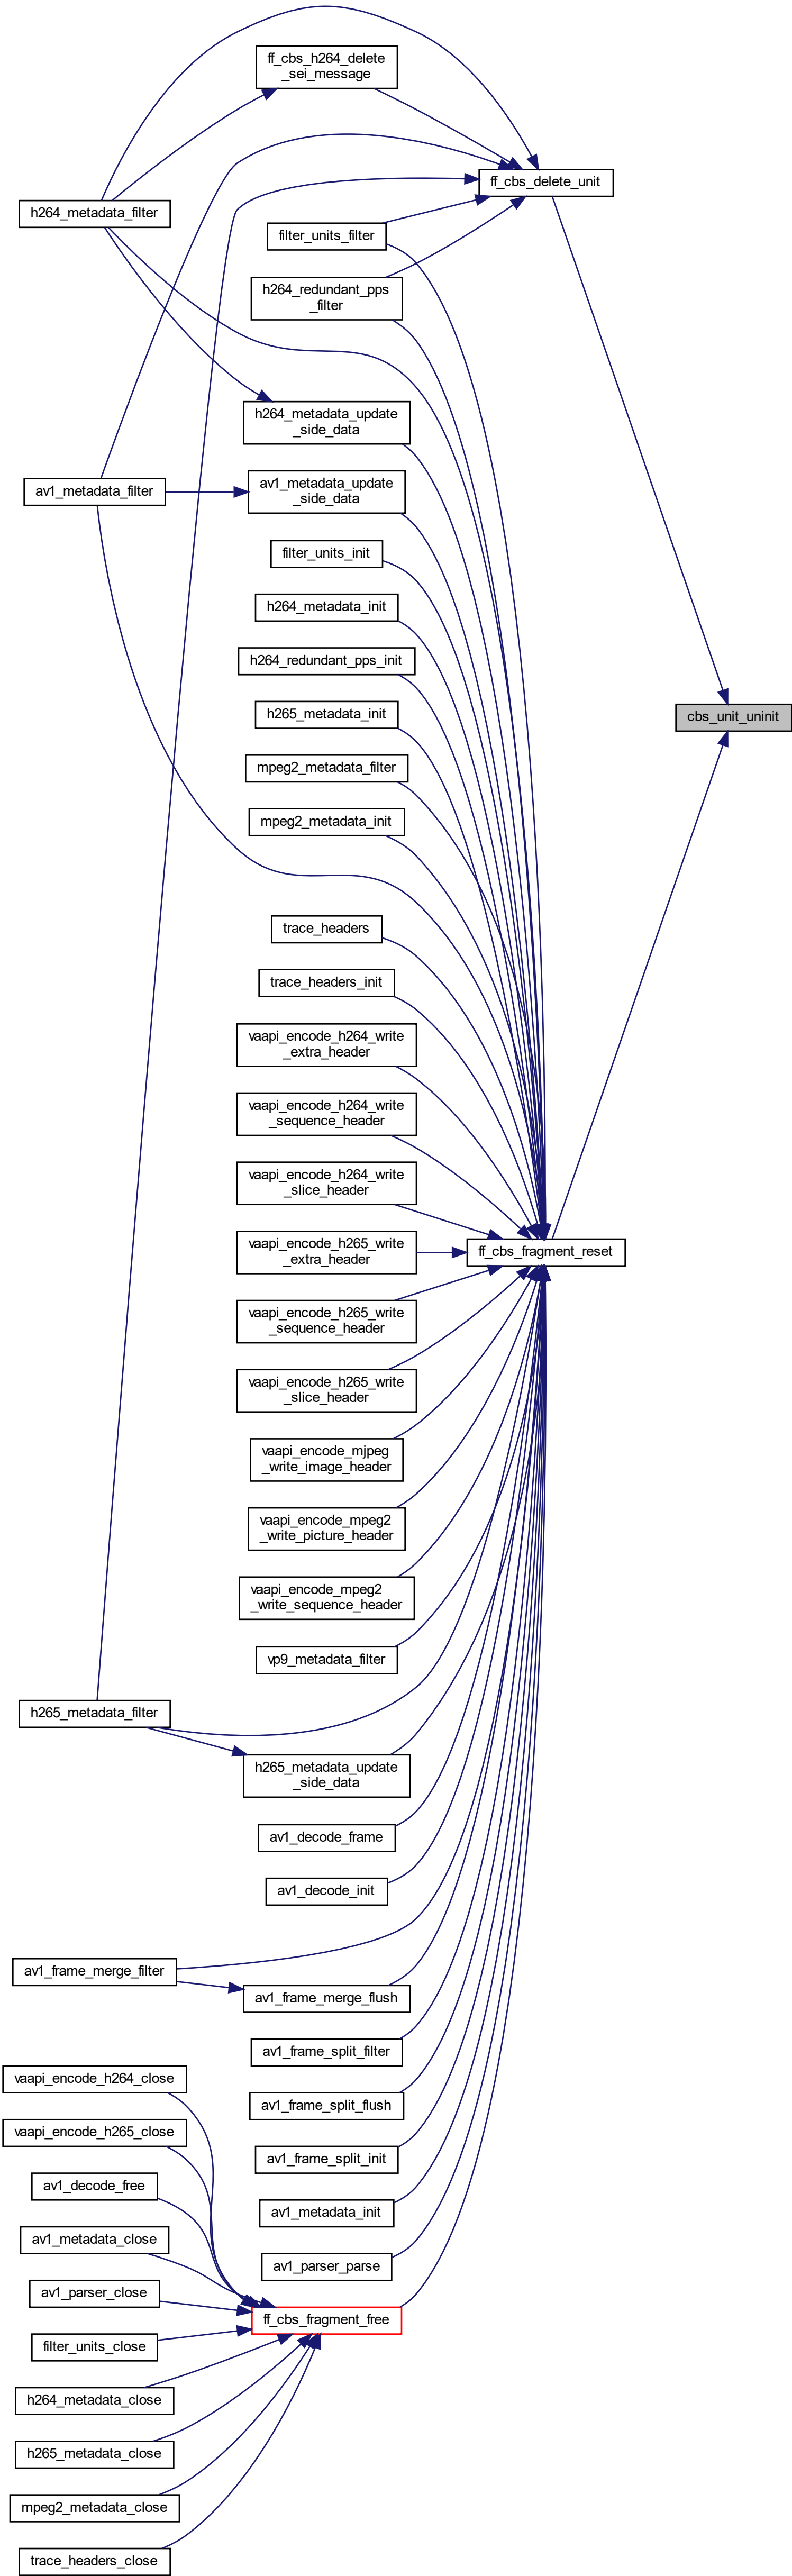 ff_cbs_h264_delete
_sei_message
ff_cbs_delete_unit
h264_metadata_filter
filter_units_filter
h264_redundant_pps
_filter
h264_metadata_update
_side_data
av1_metadata_filter
av1_metadata_update
_side_data
filter_units_init
h264_metadata_init
h264_redundant_pps_init
h265_metadata_init
cbs_unit_uninit
mpeg2_metadata_filter
mpeg2_metadata_init
trace_headers
trace_headers_init
vaapi_encode_h264_write
_extra_header
vaapi_encode_h264_write
_sequence_header
vaapi_encode_h264_write
_slice_header
ff_cbs_fragment_reset
vaapi_encode_h265_write
_extra_header
vaapi_encode_h265_write
_sequence_header
vaapi_encode_h265_write
_slice_header
vaapi_encode_mjpeg
_write_image_header
vaapi_encode_mpeg2
_write_picture_header
vaapi_encode_mpeg2
_write_sequence_header
vp9_metadata_filter
h265_metadata_filter
h265_metadata_update
_side_data
av1_decode_frame
av1_decode_init
av1_frame_merge_filter
av1_frame_merge_flush
av1_frame_split_filter
vaapi_encode_h264_close
av1_frame_split_flush
vaapi_encode_h265_close
av1_frame_split_init
av1_decode_free
av1_metadata_init
av1_metadata_close
av1_parser_parse
av1_parser_close
ff_cbs_fragment_free
filter_units_close
h264_metadata_close
h265_metadata_close
mpeg2_metadata_close
trace_headers_close